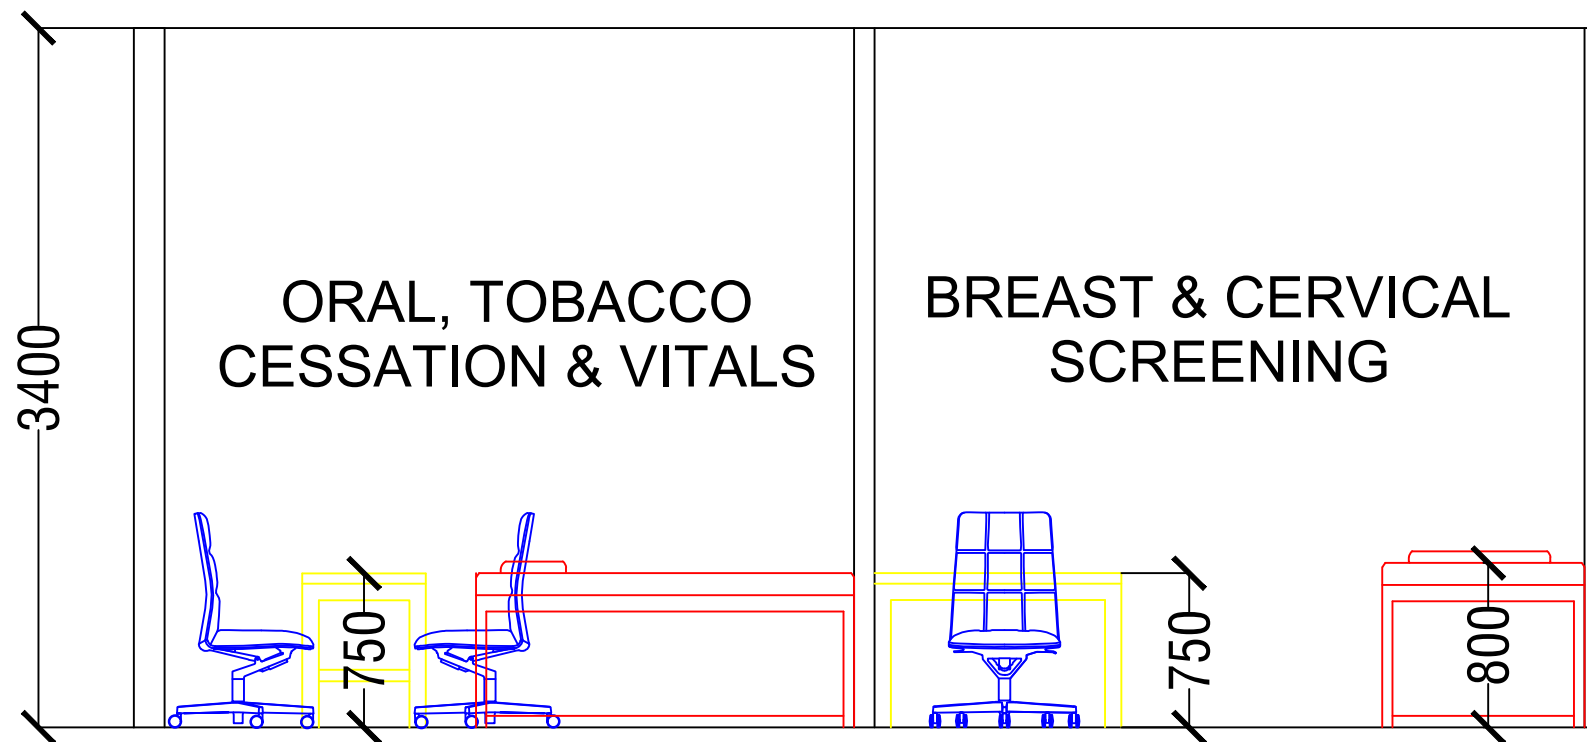 ORAL, TOBACCO
CESSATION & VITALS
BREAST & CERVICAL
SCREENING
3400
750
750
800